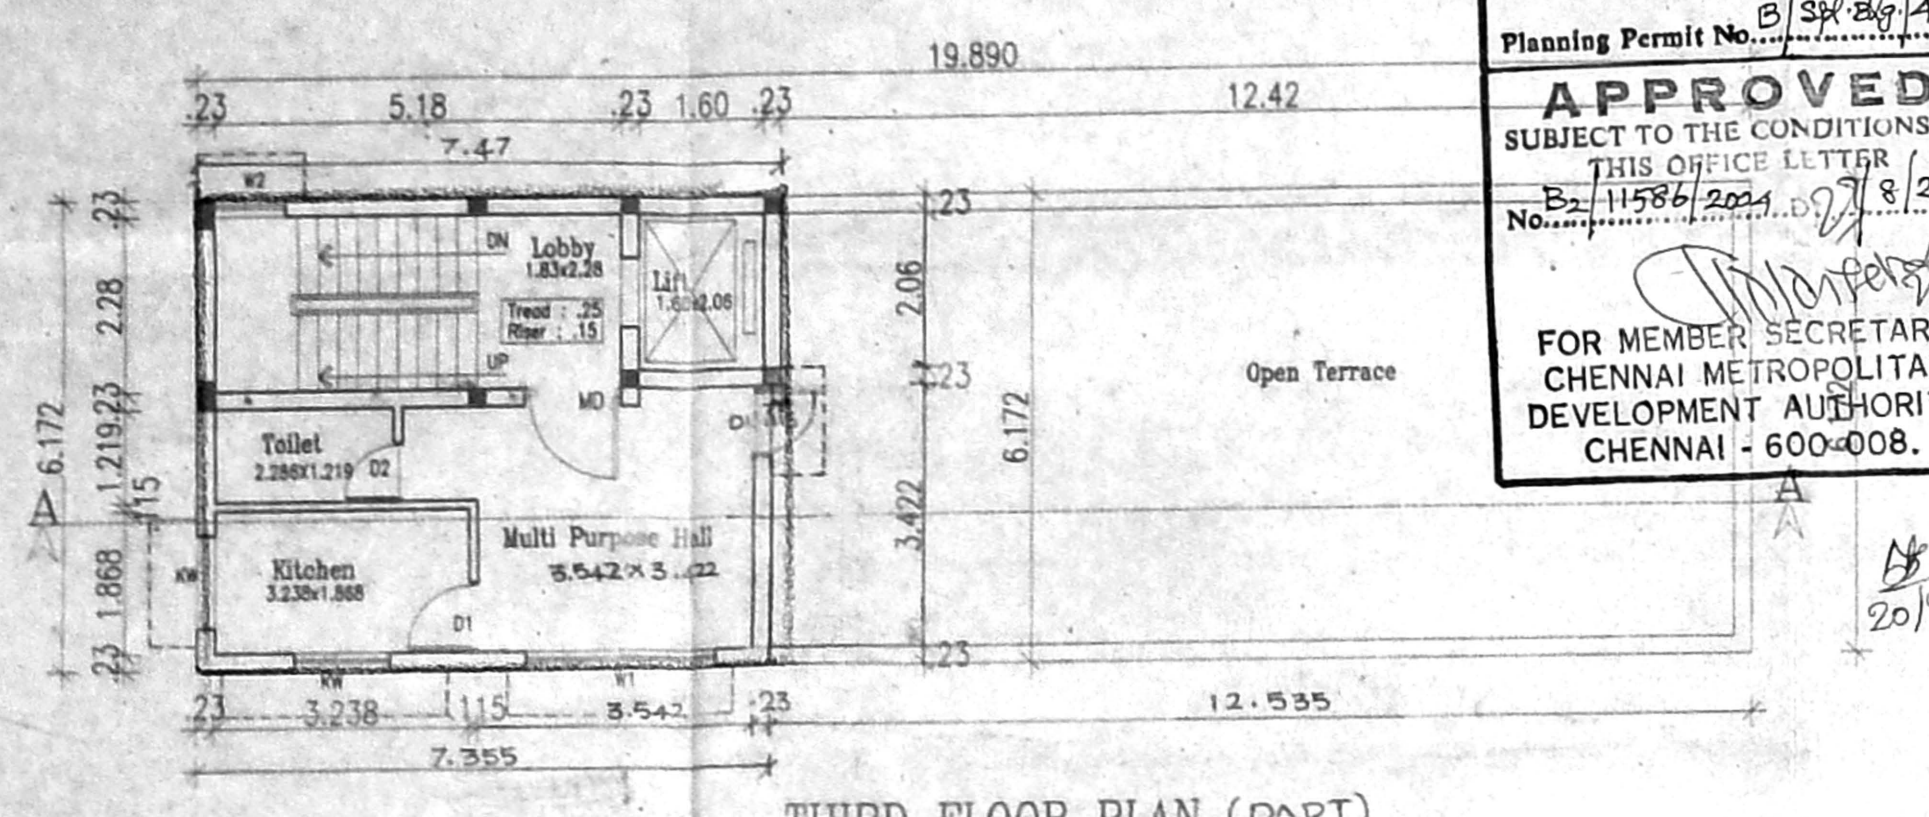 Planning Permit No.
19.890
.23 5.18 .23 1.60 .23 12.42
7.47
APPROVED
SUBJECT TO THE CONDITIONS
THIS OFFICE LETTER
No. B2/11586/2004 D
FOR MEMBER SECRETAR
CHENNAI METROPOLITA
DEVELOPMENT AUTHORI
CHENNAI - 600 008.
W2
.23
2.28
.23
1.219
.115
1.868
.23
6.172
A
DN
Lobby
1.83x2.28
Tread : .25
Riser : .15
UP
Lift
1.60x2.06
MD
Toilet
2.286X1.219
D2
Kitchen
3.238x1.868
D1
Multi Purpose Hall
3.542 X 3.422
KW
KW
W1
.23
2.06
.23
3.422
.23
6.172
Open Terrace
A
20/
.23 3.238 .115 3.542 .23 12.535
7.355
THIRD FLOOR PLAN (PART)